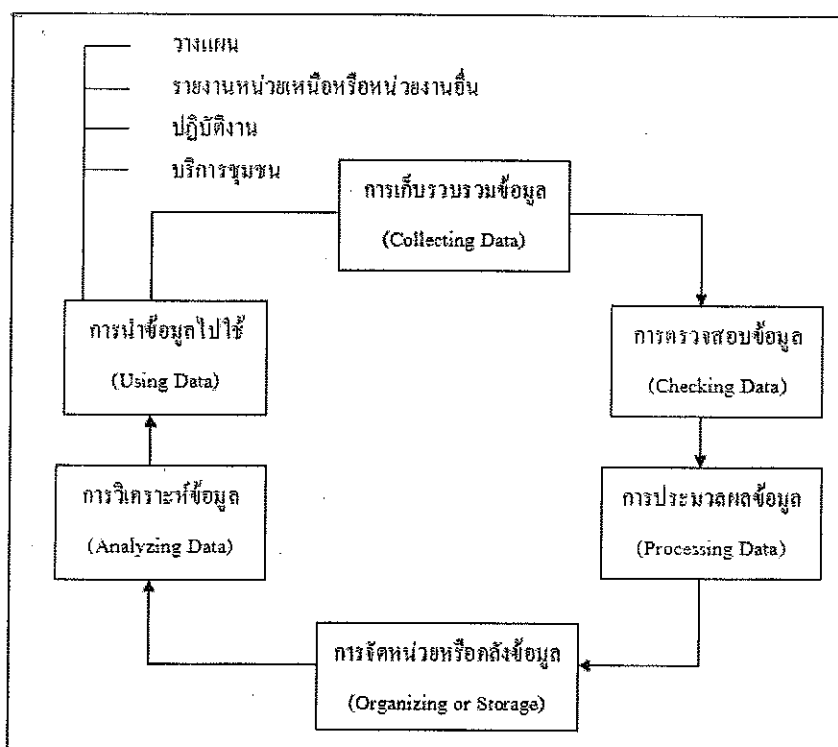 วางแผน
รายงานหน่วยเหนือหรือหน่วยงานอื่น
ปฏิบัติงาน
บริการชุมชน
การเก็บรวบรวมข้อมูล
(Collecting Data)
การนำข้อมูลไปใช้
(Using Data)
การตรวจสอบข้อมูล
(Checking Data)
การวิเคราะห์ข้อมูล
(Analyzing Data)
การประมวลผลข้อมูล
(Processing Data)
การจัดหน่วยหรือคลังข้อมูล
(Organizing or Storage)